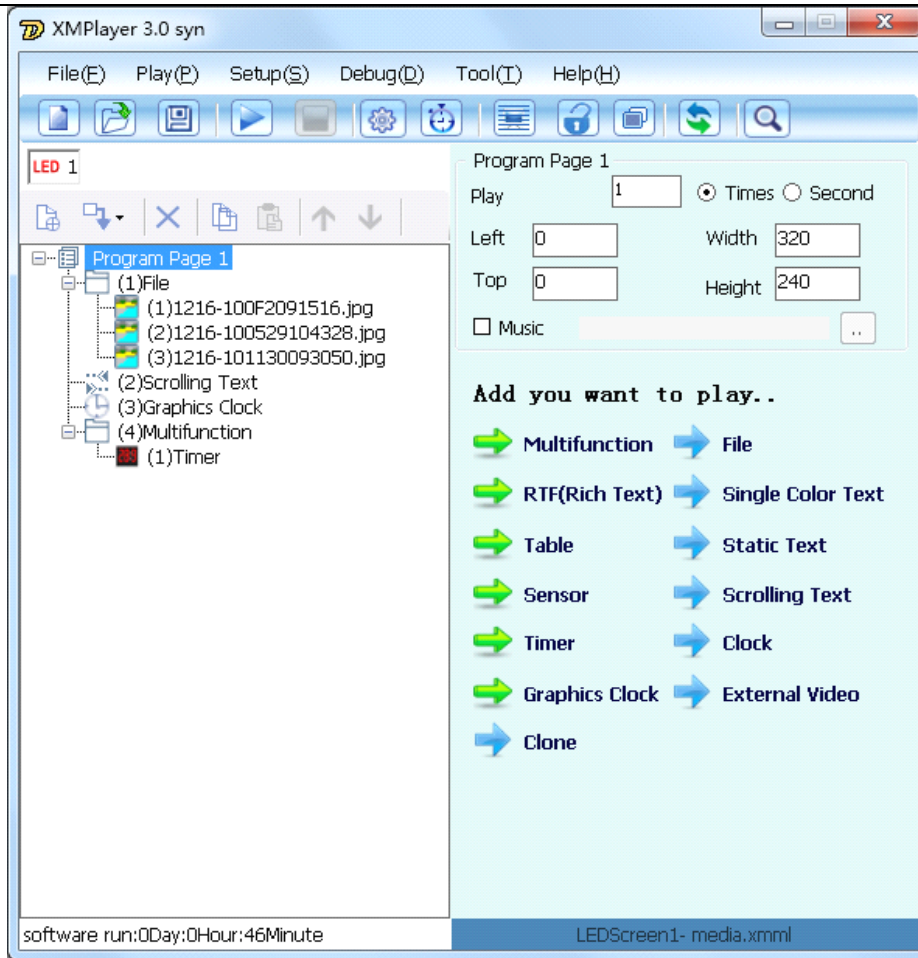 XMPlayer 3.0 syn
File(F) Play(P) Setup(S) Debug(D) Tool(T) Help(H)
LED 1
Program Page 1
(1)File
(1)1216-100F2091516.jpg
(2)1216-100529104328.jpg
(3)1216-101130093050.jpg
(2)Scrolling Text
(3)Graphics Clock
(4)Multifunction
(1)Timer
Program Page 1
Play 1 Times Second
Left 0 Width 320
Top 0 Height 240
Music ..
Add you want to play..
Multifunction File
RTF(Rich Text) Single Color Text
Table Static Text
Sensor Scrolling Text
Timer Clock
Graphics Clock External Video
Clone
software run:0Day:0Hour:46Minute LEDScreen1- media.xmml